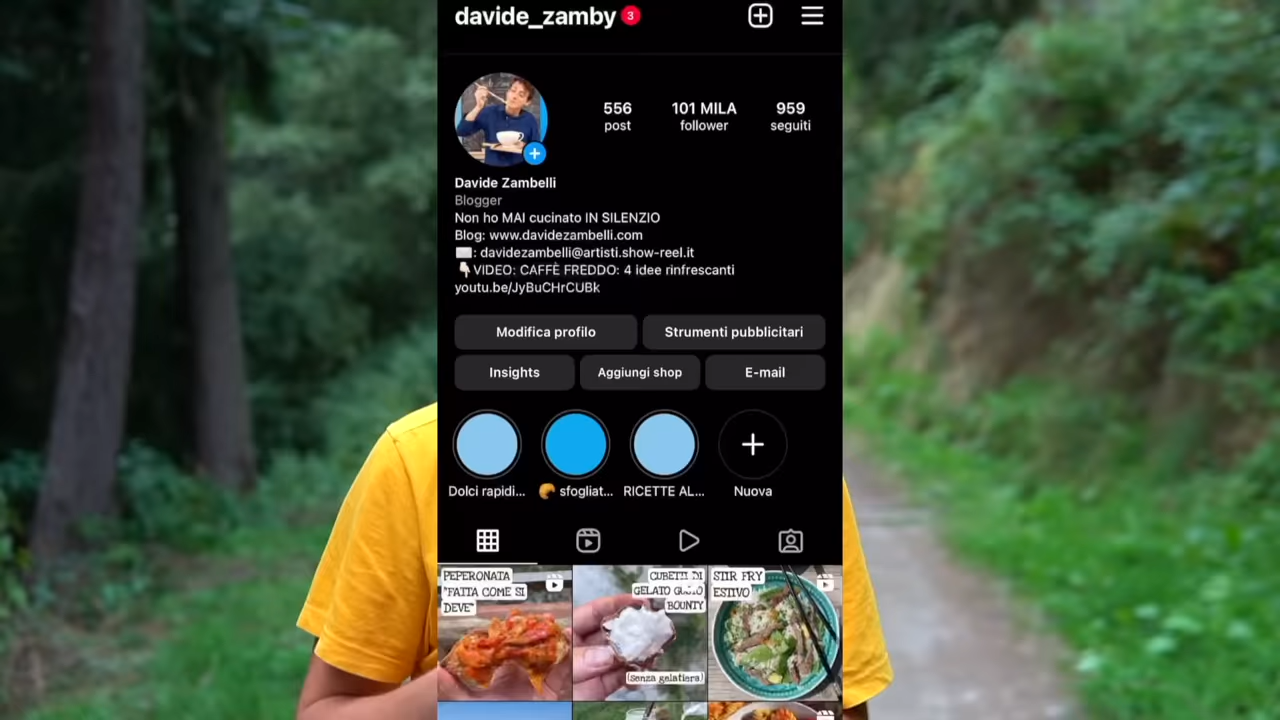 davide_zamby 3
556 101 MILA 959
post follower seguiti
Davide Zambelli
Blogger
Non ho MAI cucinato IN SILENZIO
Blog: www.davidezambelli.com
: davidezambelli@artisti.show-reel.it
VIDEO: CAFFÈ FREDDO: 4 idee rinfrescanti
youtu.be/JyBuCHrCUBk
Modifica profilo Strumenti pubblicitari
Insights Aggiungi shop E-mail
Dolci rapidi... sfogliat... RICETTE AL... Nuova
PEPERONATA
"FATTA COME SI
DEVE"
CUBETTI DI
GELATO GUSTO
BOUNTY
(senza gelatiera)
STIR FRY
ESTIVO